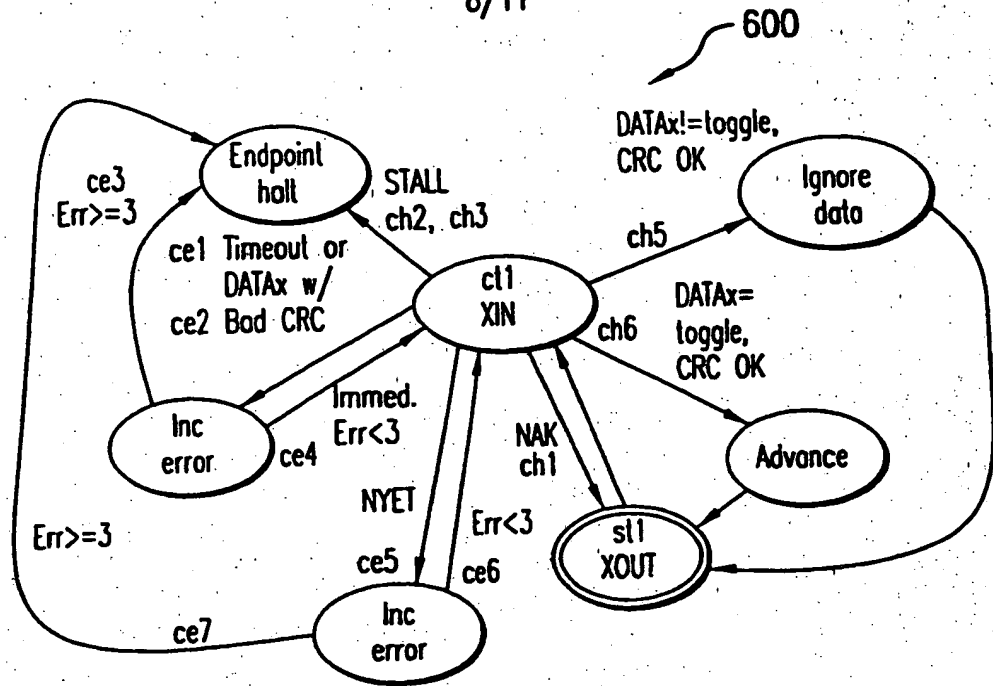 600
DATAx!=toggle,
CRC OK
Endpoint
halt
Ignore
data
ce3
Err>=3
STALL
ch2, ch3
ce1 Timeout or
DATAx w/
ce2 Bad CRC
ct1
XIN
ch5
ch6
DATAx=
toggle,
CRC OK
Inc
error
Immed.
Err<3
ce4
NAK
ch1
Advance
NYET
Err<3
Err>=3
st1
XOUT
ce5
ce6
Inc
error
ce7